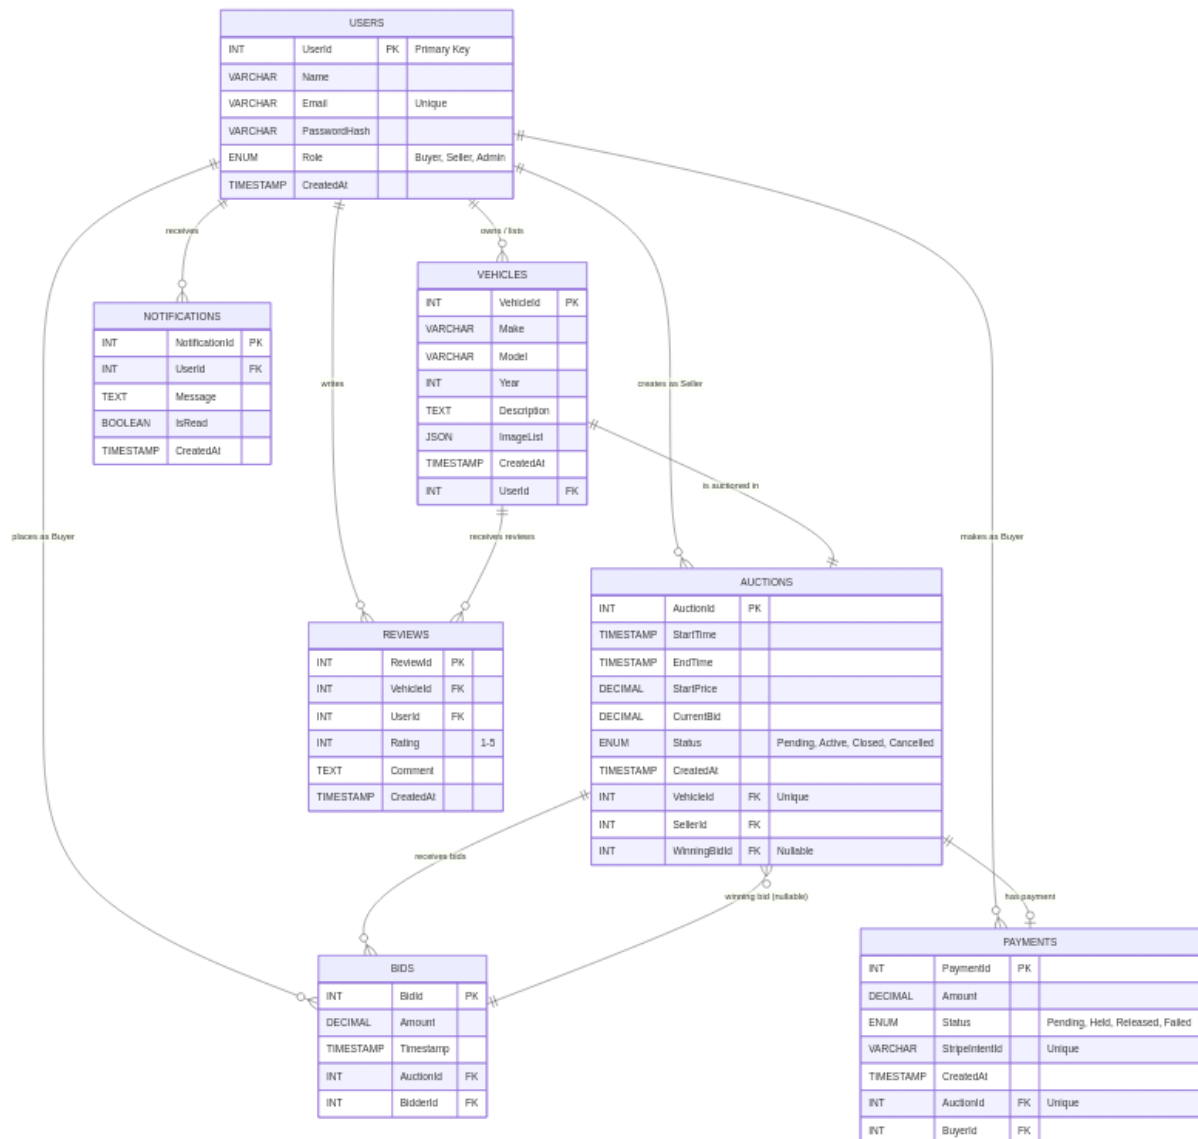 USERS
INT UserId PK Primary Key
VARCHAR Name
VARCHAR Email Unique
VARCHAR PasswordHash
ENUM Role Buyer, Seller, Admin
TIMESTAMP CreatedAt
receives
owns / lists
VEHICLES
INT VehicleId PK
VARCHAR Make
VARCHAR Model
INT Year
TEXT Description
JSON ImageList
TIMESTAMP CreatedAt
INT UserId FK
NOTIFICATIONS
INT NotificationId PK
INT UserId FK
TEXT Message
BOOLEAN IsRead
TIMESTAMP CreatedAt
writes
creates as Seller
is auctioned in
places as Buyer
receives reviews
makes as Buyer
AUCTIONS
INT AuctionId PK
TIMESTAMP StartTime
TIMESTAMP EndTime
DECIMAL StartPrice
DECIMAL CurrentBid
ENUM Status Pending, Active, Closed, Cancelled
TIMESTAMP CreatedAt
INT VehicleId FK Unique
INT SellerId FK
INT WinningBidId FK Nullable
REVIEWS
INT ReviewId PK
INT VehicleId FK
INT UserId FK
INT Rating 1-5
TEXT Comment
TIMESTAMP CreatedAt
receives bids
winning bid (nullable)
has payment
BIDS
INT BidId PK
DECIMAL Amount
TIMESTAMP Timestamp
INT AuctionId FK
INT BidderId FK
PAYMENTS
INT PaymentId PK
DECIMAL Amount
ENUM Status Pending, Held, Released, Failed
VARCHAR StripeIntentId Unique
TIMESTAMP CreatedAt
INT AuctionId FK Unique
INT BuyerId FK